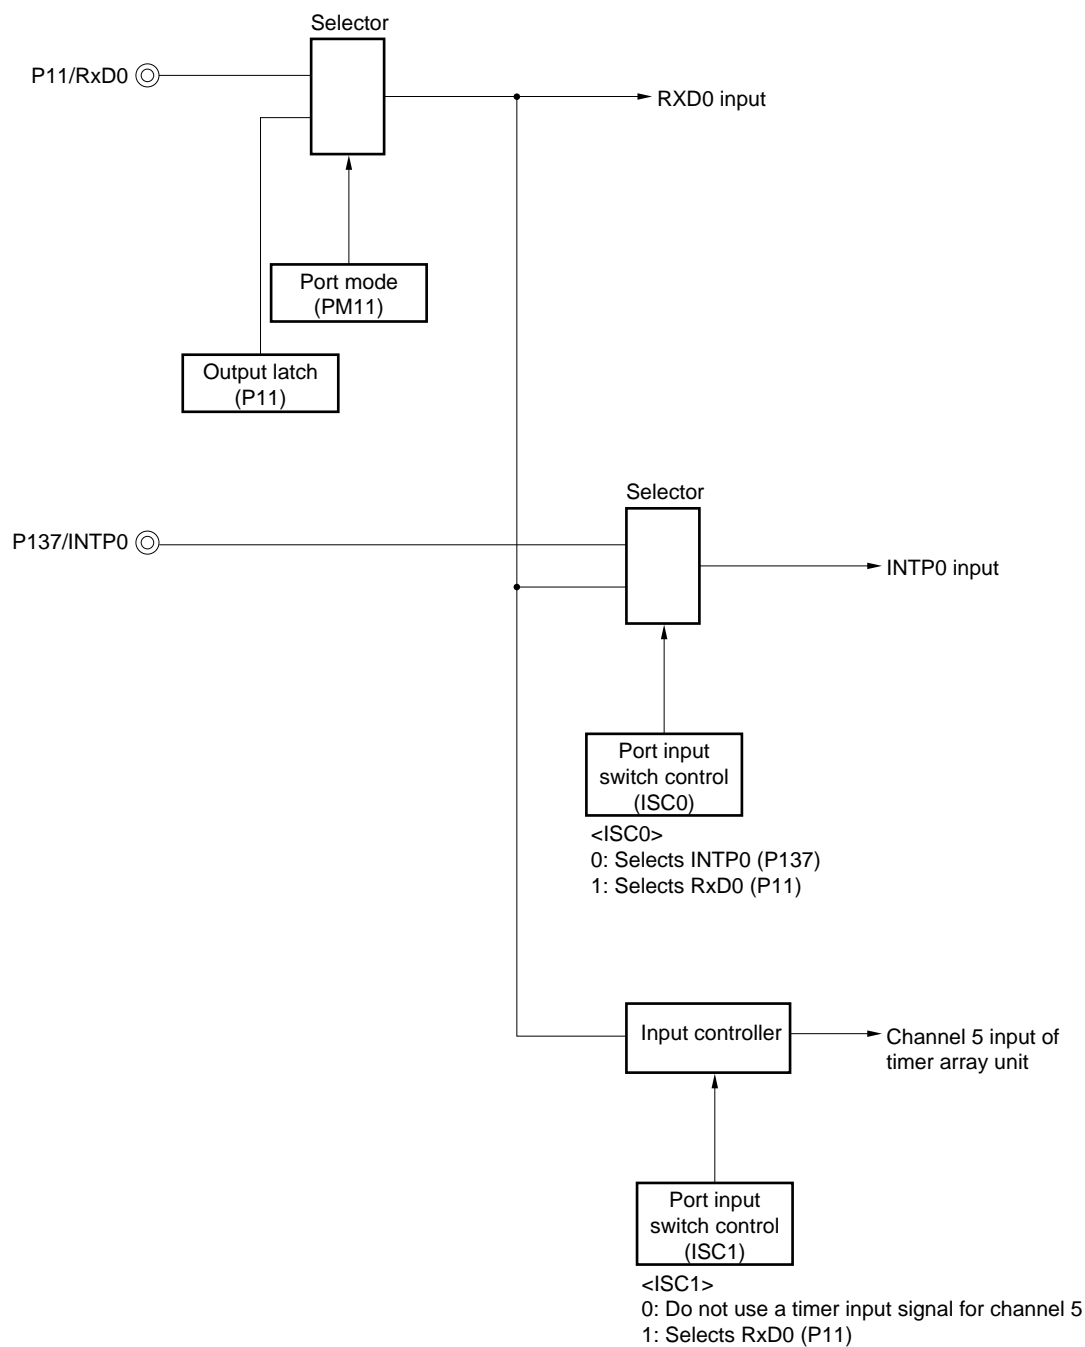 Selector
P11/RxD0
RXD0 input
Port mode
(PM11)
Output latch
(P11)
Selector
P137/INTP0
INTP0 input
Port input
switch control
(ISC0)
<ISC0>
0: Selects INTP0 (P137)
1: Selects RxD0 (P11)
Input controller
Channel 5 input of
timer array unit
Port input
switch control
(ISC1)
<ISC1>
0: Do not use a timer input signal for channel 5
1: Selects RxD0 (P11)